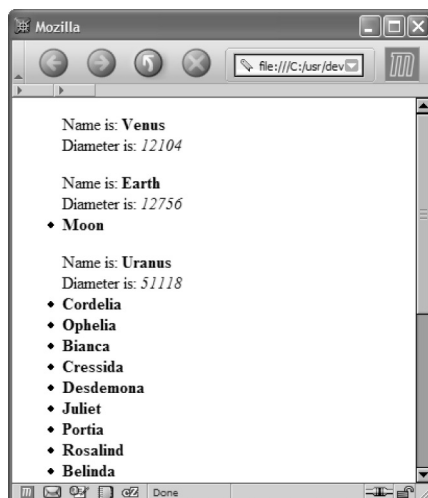 Mozilla
file:///C:/usr/dev
Name is: Venus
Diameter is: 12104
Name is: Earth
Diameter is: 12756
Moon
Name is: Uranus
Diameter is: 51118
Cordelia
Ophelia
Bianca
Cressida
Desdemona
Juliet
Portia
Rosalind
Belinda
Done